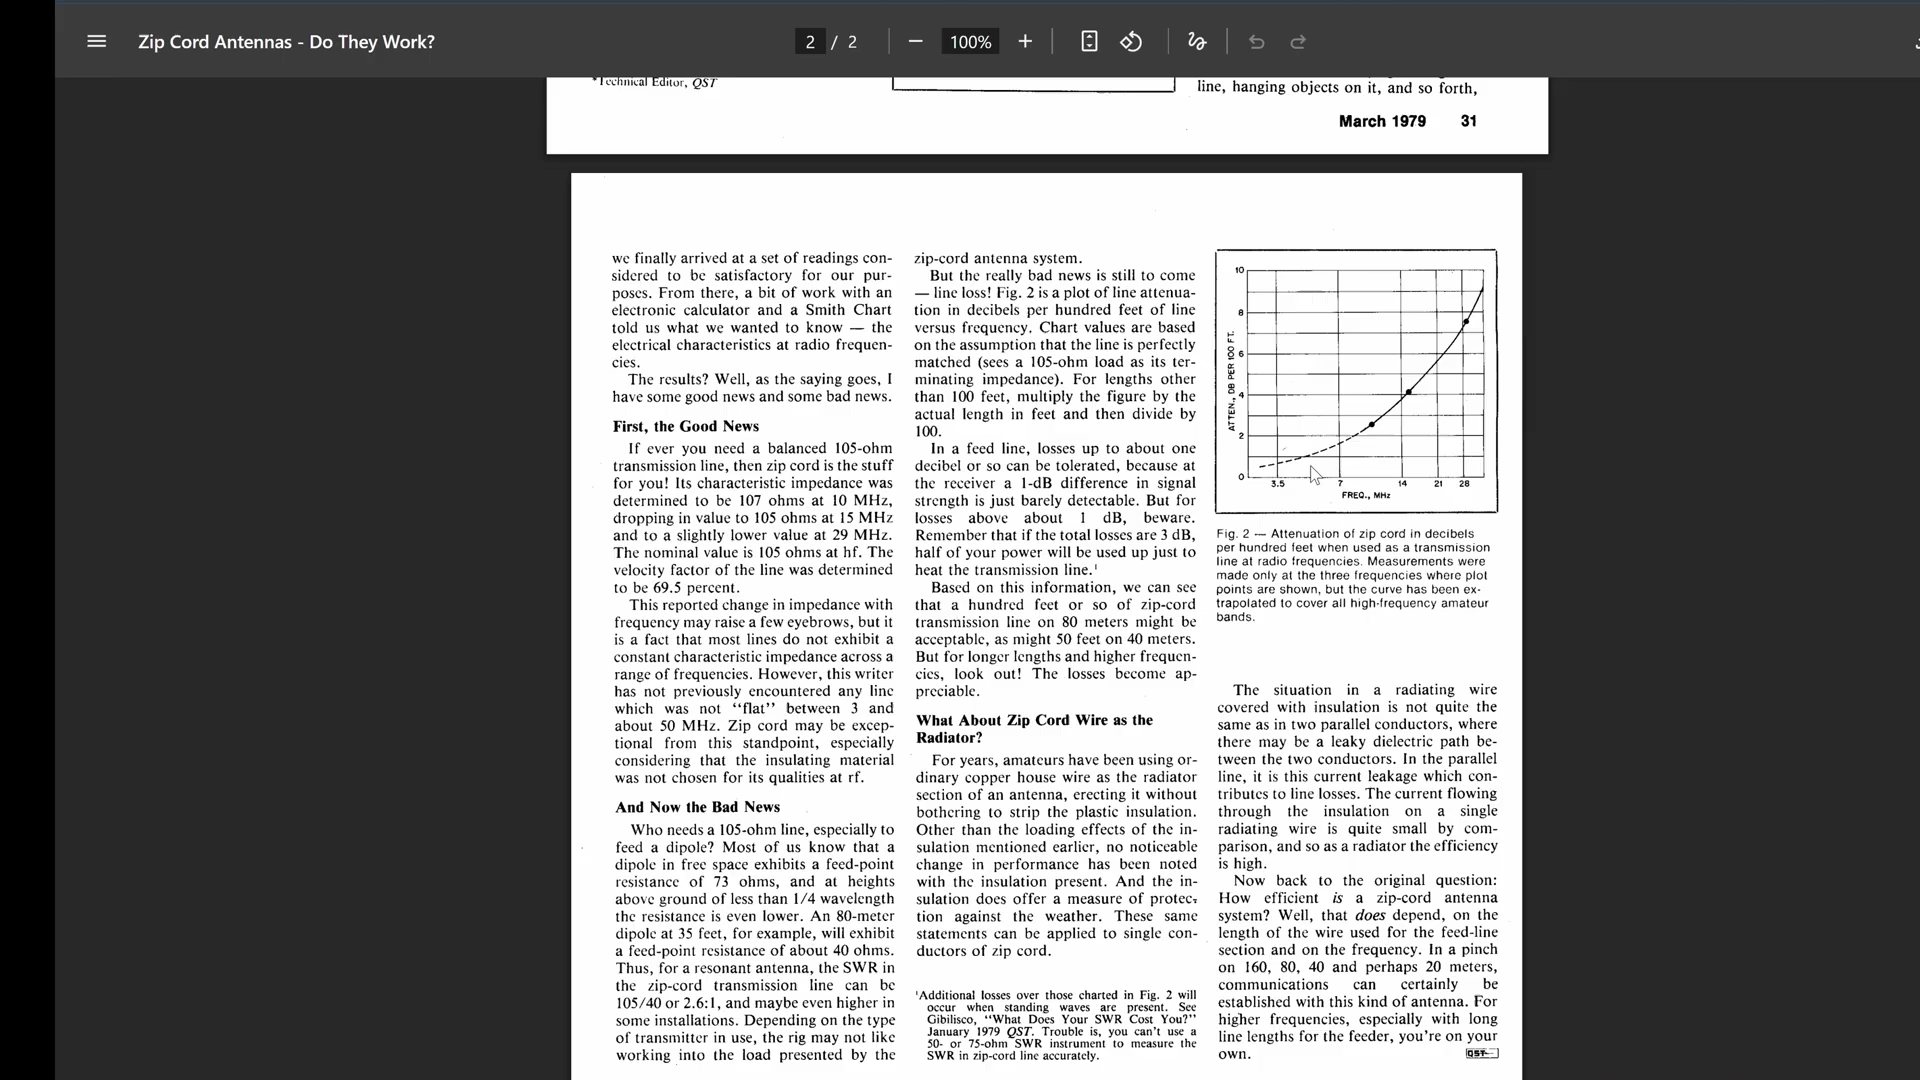 Zip Cord Antennas - Do They Work?
2 / 2
100%
*Technical Editor, QST
line, hanging objects on it, and so forth,
March 1979 31
we finally arrived at a set of readings con-
sidered to be satisfactory for our pur-
poses. From there, a bit of work with an
electronic calculator and a Smith Chart
told us what we wanted to know — the
electrical characteristics at radio frequen-
cies.
The results? Well, as the saying goes, I
have some good news and some bad news.
First, the Good News
If ever you need a balanced 105-ohm
transmission line, then zip cord is the stuff
for you! Its characteristic impedance was
determined to be 107 ohms at 10 MHz,
dropping in value to 105 ohms at 15 MHz
and to a slightly lower value at 29 MHz.
The nominal value is 105 ohms at hf. The
velocity factor of the line was determined
to be 69.5 percent.
This reported change in impedance with
frequency may raise a few eyebrows, but it
is a fact that most lines do not exhibit a
constant characteristic impedance across a
range of frequencies. However, this writer
has not previously encountered any line
which was not “flat” between 3 and
about 50 MHz. Zip cord may be excep-
tional from this standpoint, especially
considering that the insulating material
was not chosen for its qualities at rf.
And Now the Bad News
Who needs a 105-ohm line, especially to
feed a dipole? Most of us know that a
dipole in free space exhibits a feed-point
resistance of 73 ohms, and at heights
above ground of less than 1/4 wavelength
the resistance is even lower. An 80-meter
dipole at 35 feet, for example, will exhibit
a feed-point resistance of about 40 ohms.
Thus, for a resonant antenna, the SWR in
the zip-cord transmission line can be
105/40 or 2.6:1, and maybe even higher in
some installations. Depending on the type
of transmitter in use, the rig may not like
working into the load presented by the
zip-cord antenna system.
But the really bad news is still to come
— line loss! Fig. 2 is a plot of line attenua-
tion in decibels per hundred feet of line
versus frequency. Chart values are based
on the assumption that the line is perfectly
matched (sees a 105-ohm load as its ter-
minating impedance). For lengths other
than 100 feet, multiply the figure by the
actual length in feet and then divide by
100.
In a feed line, losses up to about one
decibel or so can be tolerated, because at
the receiver a 1-dB difference in signal
strength is just barely detectable. But for
losses above about 1 dB, beware.
Remember that if the total losses are 3 dB,
half of your power will be used up just to
heat the transmission line.¹
Based on this information, we can see
that a hundred feet or so of zip-cord
transmission line on 80 meters might be
acceptable, as might 50 feet on 40 meters.
But for longer lengths and higher frequen-
cies, look out! The losses become ap-
preciable.
What About Zip Cord Wire as the
Radiator?
For years, amateurs have been using or-
dinary copper house wire as the radiator
section of an antenna, erecting it without
bothering to strip the plastic insulation.
Other than the loading effects of the in-
sulation mentioned earlier, no noticeable
change in performance has been noted
with the insulation present. And the in-
sulation does offer a measure of protec-
tion against the weather. These same
statements can be applied to single con-
ductors of zip cord.
¹Additional losses over those charted in Fig. 2 will
occur when standing waves are present. See
Gibilisco, “What Does Your SWR Cost You?”
January 1979 QST. Trouble is, you can't use a
50- or 75-ohm SWR instrument to measure the
SWR in zip-cord line accurately.
10
8
6
4
2
0
ATTEN., DB PER 100 FT.
3.5 7 14 21 28
FREQ., MHz
Fig. 2 — Attenuation of zip cord in decibels
per hundred feet when used as a transmission
line at radio frequencies. Measurements were
made only at the three frequencies where plot
points are shown, but the curve has been ex-
trapolated to cover all high-frequency amateur
bands.
The situation in a radiating wire
covered with insulation is not quite the
same as in two parallel conductors, where
there may be a leaky dielectric path be-
tween the two conductors. In the parallel
line, it is this current leakage which con-
tributes to line losses. The current flowing
through the insulation on a single
radiating wire is quite small by com-
parison, and so as a radiator the efficiency
is high.
Now back to the original question:
How efficient is a zip-cord antenna
system? Well, that does depend, on the
length of the wire used for the feed-line
section and on the frequency. In a pinch
on 160, 80, 40 and perhaps 20 meters,
communications can certainly be
established with this kind of antenna. For
higher frequencies, especially with long
line lengths for the feeder, you're on your
own. QST